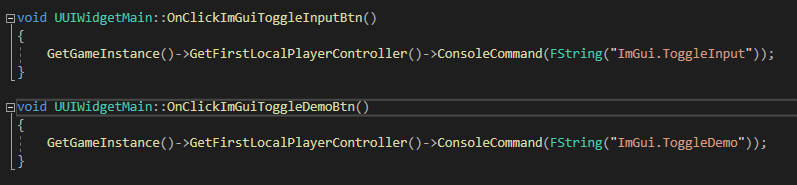 void UUIWidgetMain::OnClickImGuiToggleInputBtn()
{
GetGameInstance()->GetFirstLocalPlayerController()->ConsoleCommand(FString("ImGui.ToggleInput"));
}
void UUIWidgetMain::OnClickImGuiToggleDemoBtn()
{
GetGameInstance()->GetFirstLocalPlayerController()->ConsoleCommand(FString("ImGui.ToggleDemo"));
}